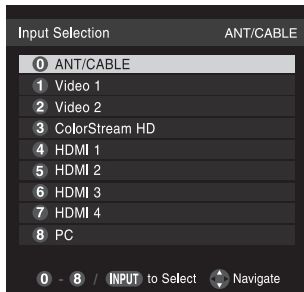 Input Selection ANT/CABLE
0 ANT/CABLE
1 Video 1
2 Video 2
3 ColorStream HD
4 HDMI 1
5 HDMI 2
6 HDMI 3
7 HDMI 4
8 PC
0 - 8 / INPUT to Select Navigate